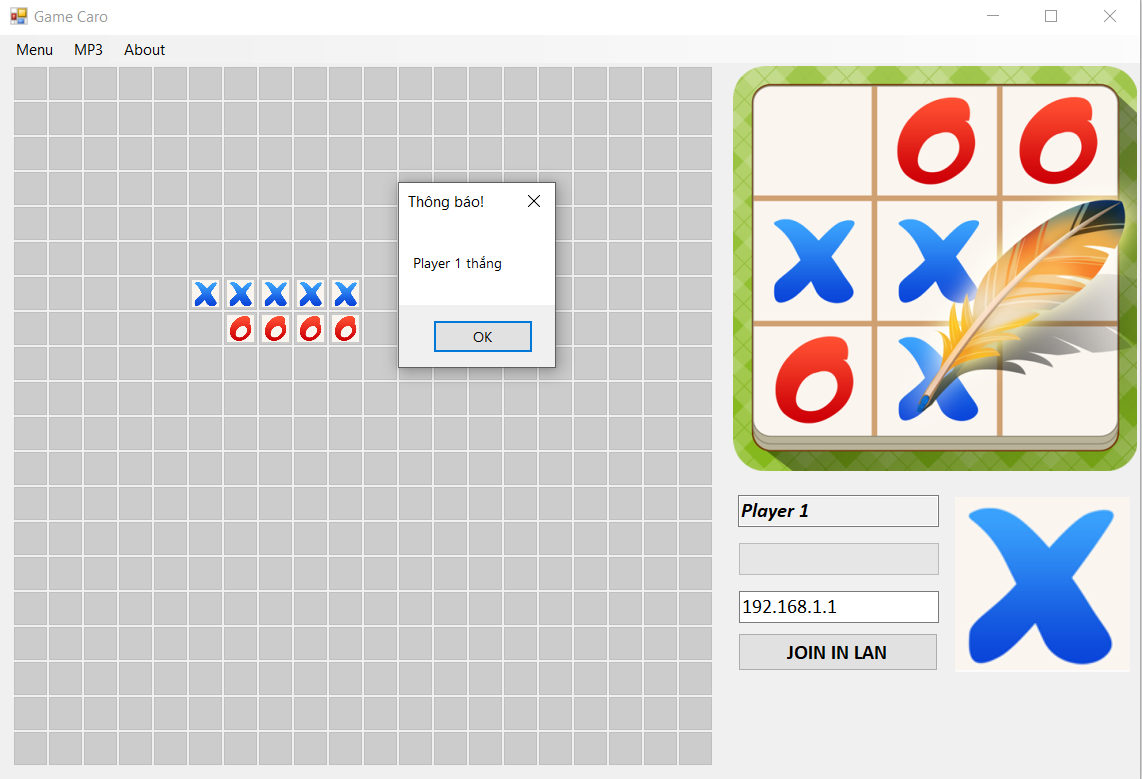 Game Caro
Menu MP3 About
Thông báo!
Player 1 thắng
OK
Player 1
192.168.1.1
JOIN IN LAN